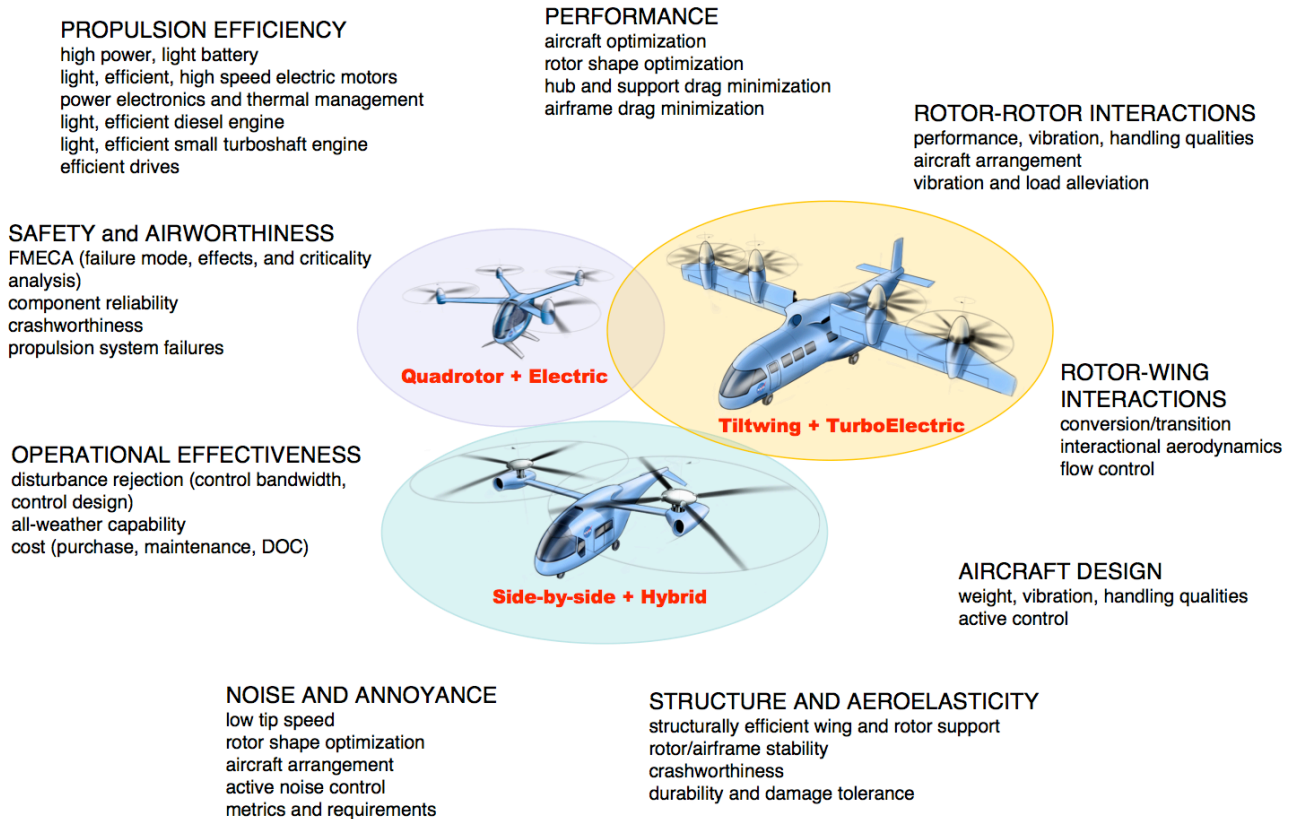 PROPULSION EFFICIENCY
high power, light battery
light, efficient, high speed electric motors
power electronics and thermal management
light, efficient diesel engine
light, efficient small turboshaft engine
efficient drives
PERFORMANCE
aircraft optimization
rotor shape optimization
hub and support drag minimization
airframe drag minimization
ROTOR-ROTOR INTERACTIONS
performance, vibration, handling qualities
aircraft arrangement
vibration and load alleviation
SAFETY and AIRWORTHINESS
FMECA (failure mode, effects, and criticality
analysis)
component reliability
crashworthiness
propulsion system failures
Quadrotor + Electric
Tiltwing + TurboElectric
ROTOR-WING
INTERACTIONS
conversion/transition
interactional aerodynamics
flow control
OPERATIONAL EFFECTIVENESS
disturbance rejection (control bandwidth,
control design)
all-weather capability
cost (purchase, maintenance, DOC)
Side-by-side + Hybrid
AIRCRAFT DESIGN
weight, vibration, handling qualities
active control
NOISE AND ANNOYANCE
low tip speed
rotor shape optimization
aircraft arrangement
active noise control
metrics and requirements
STRUCTURE AND AEROELASTICITY
structurally efficient wing and rotor support
rotor/airframe stability
crashworthiness
durability and damage tolerance